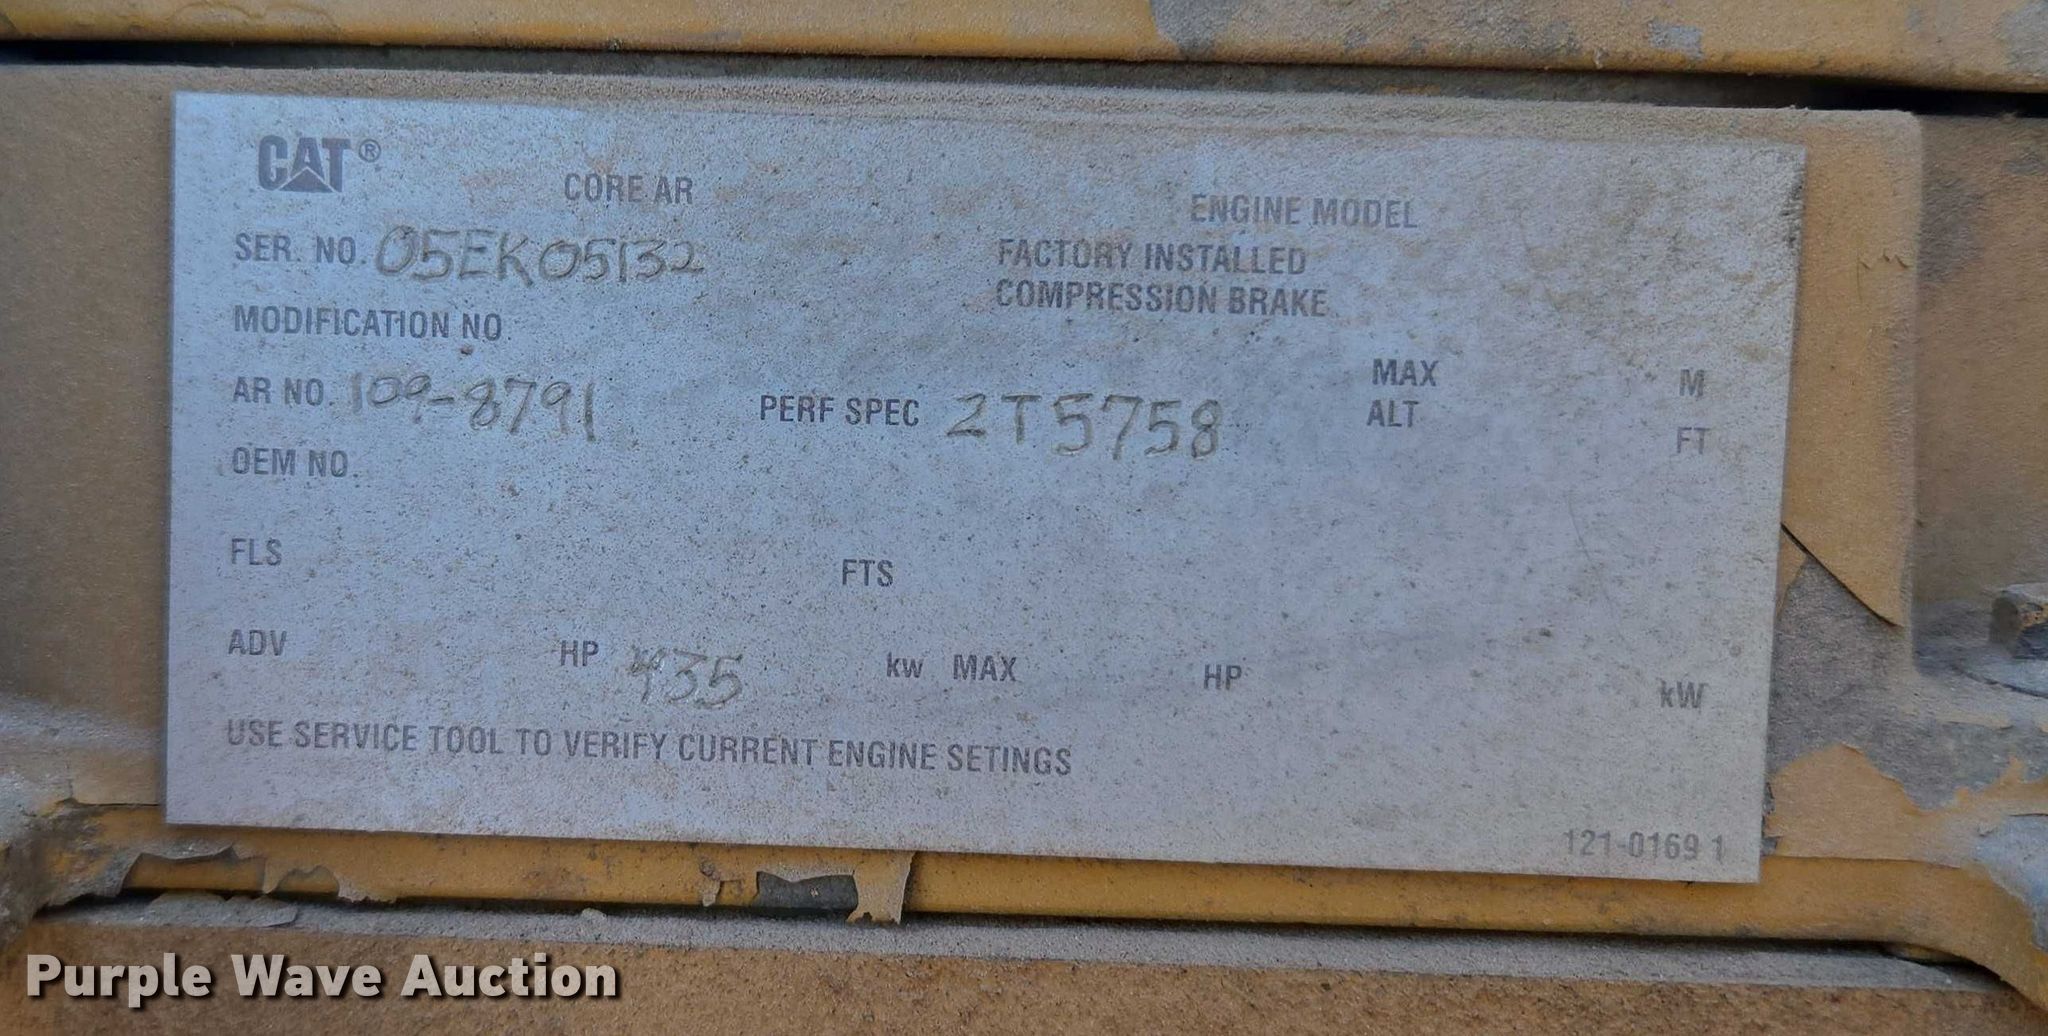 CAT®
CORE AR
ENGINE MODEL
SER. NO. 05EK05132
FACTORY INSTALLED
COMPRESSION BRAKE
MODIFICATION NO
AR NO. 109-8791
PERF SPEC 2T5758
MAX
ALT
M
FT
OEM NO.
FLS
FTS
ADV HP 435 kw MAX HP kW
USE SERVICE TOOL TO VERIFY CURRENT ENGINE SETINGS
121-0169 1
Purple Wave Auction